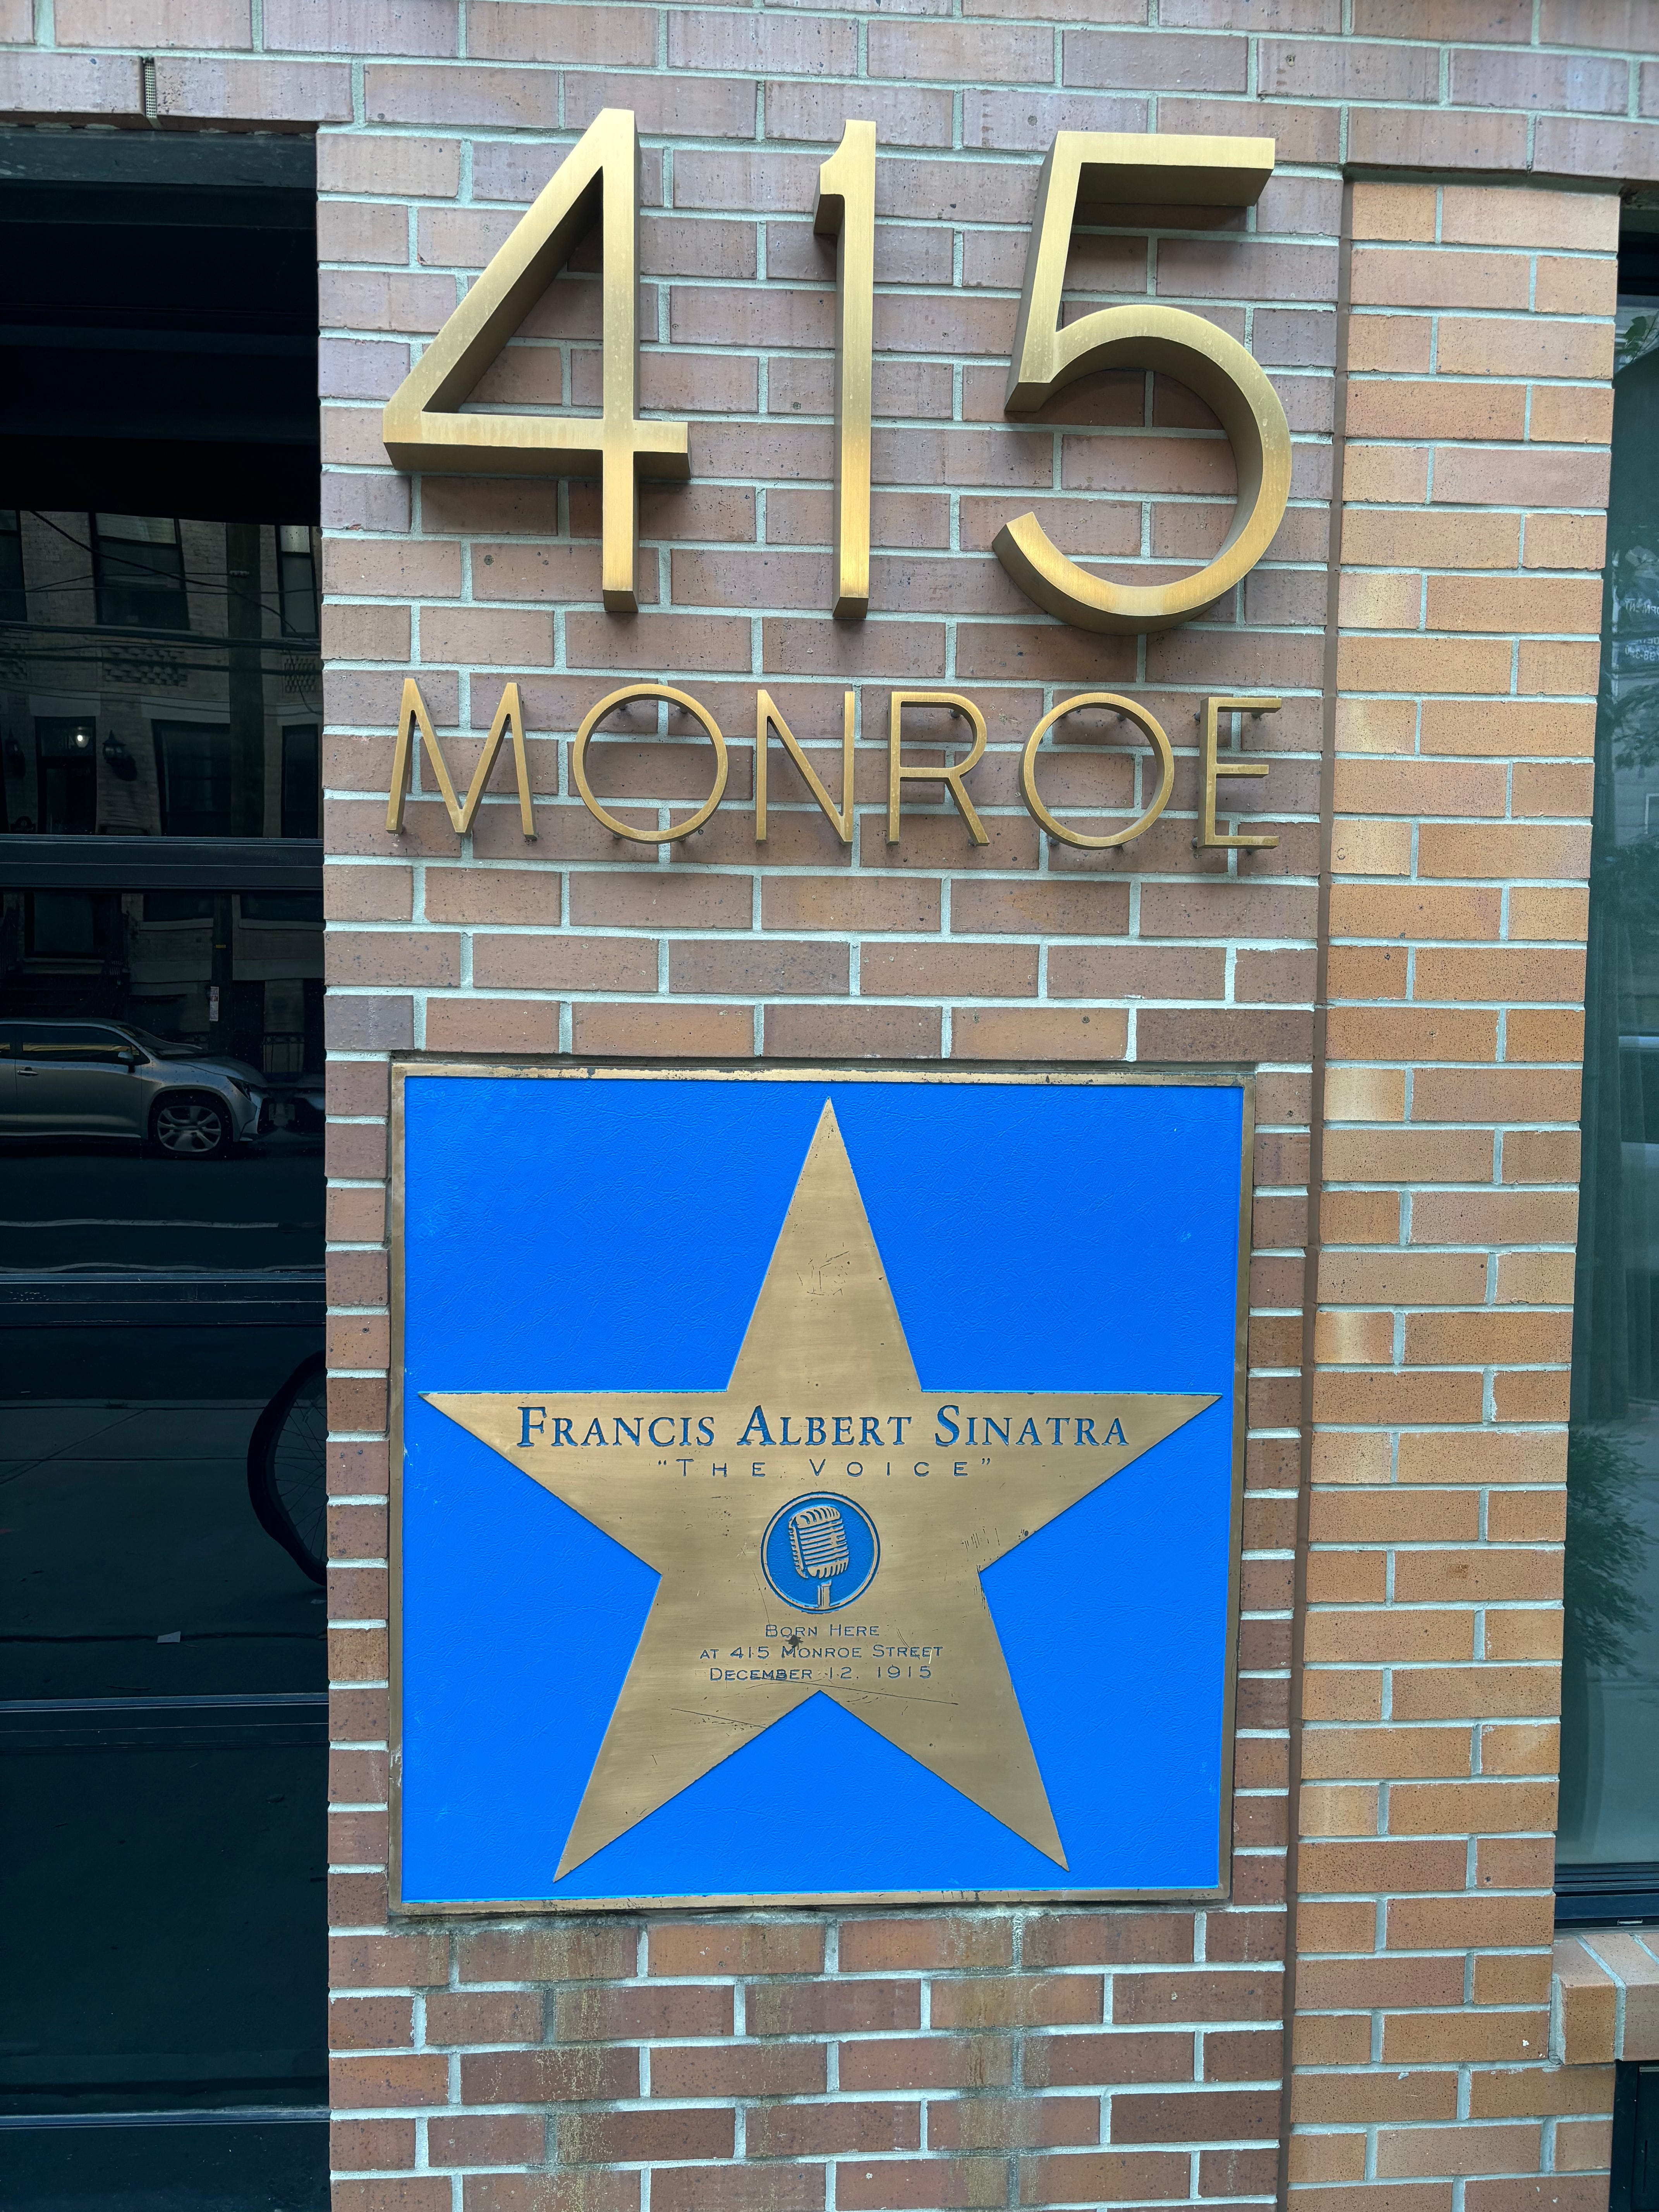 415
MONROE
FRANCIS ALBERT SINATRA
"THE VOICE"
BORN HERE
AT 415 MONROE STREET
DECEMBER 12, 1915